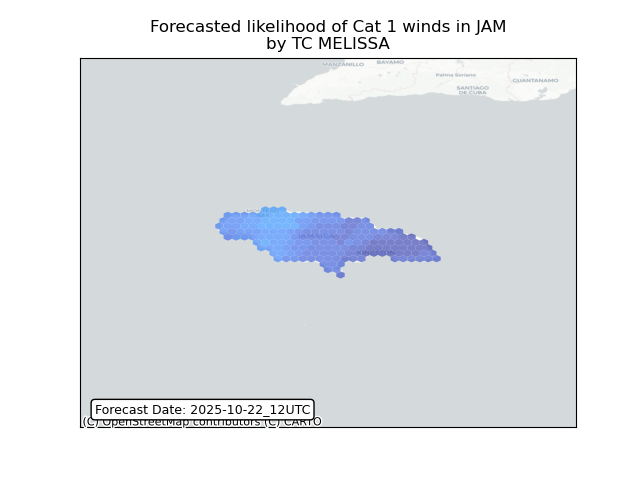 Forecasted likelihood of Cat 1 winds in JAM
by TC MELISSA
MANZANILLO
BAYAMO
Palma Soriano
GUANTANAMO
SANTIAGO
DE CUBA
Forecast Date: 2025-10-22_12UTC
(C) OpenStreetMap contributors (C) CARTO